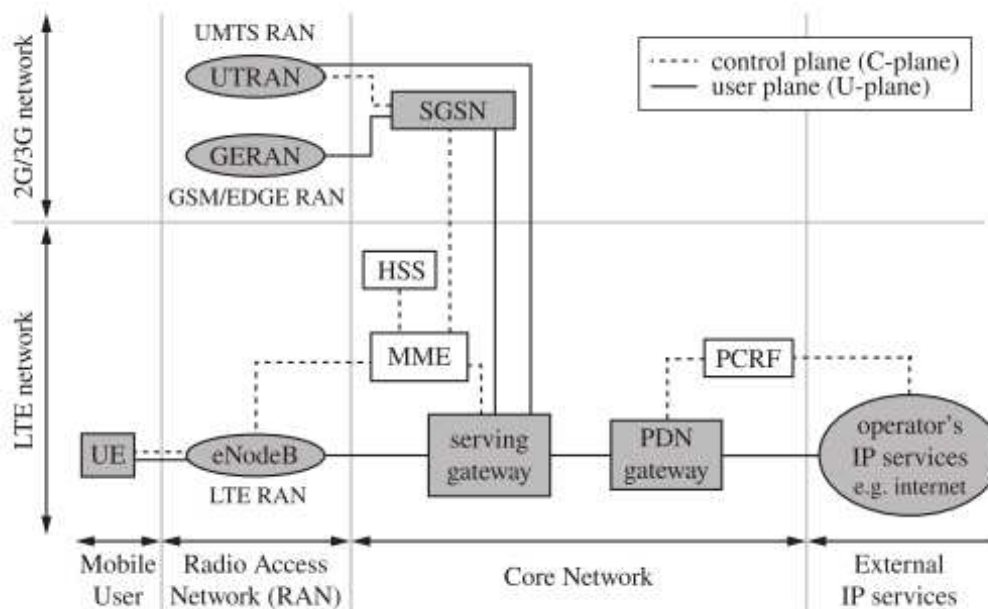 UMTS RAN
UTRAN
SGSN
GERAN
GSM/EDGE RAN
control plane (C-plane)
user plane (U-plane)
2G/3G network
HSS
MME
PCRF
LTE network
UE
eNodeB
LTE RAN
serving
gateway
PDN
gateway
operator's
IP services
e.g. internet
Mobile
User
Radio Access
Network (RAN)
Core Network
External
IP services